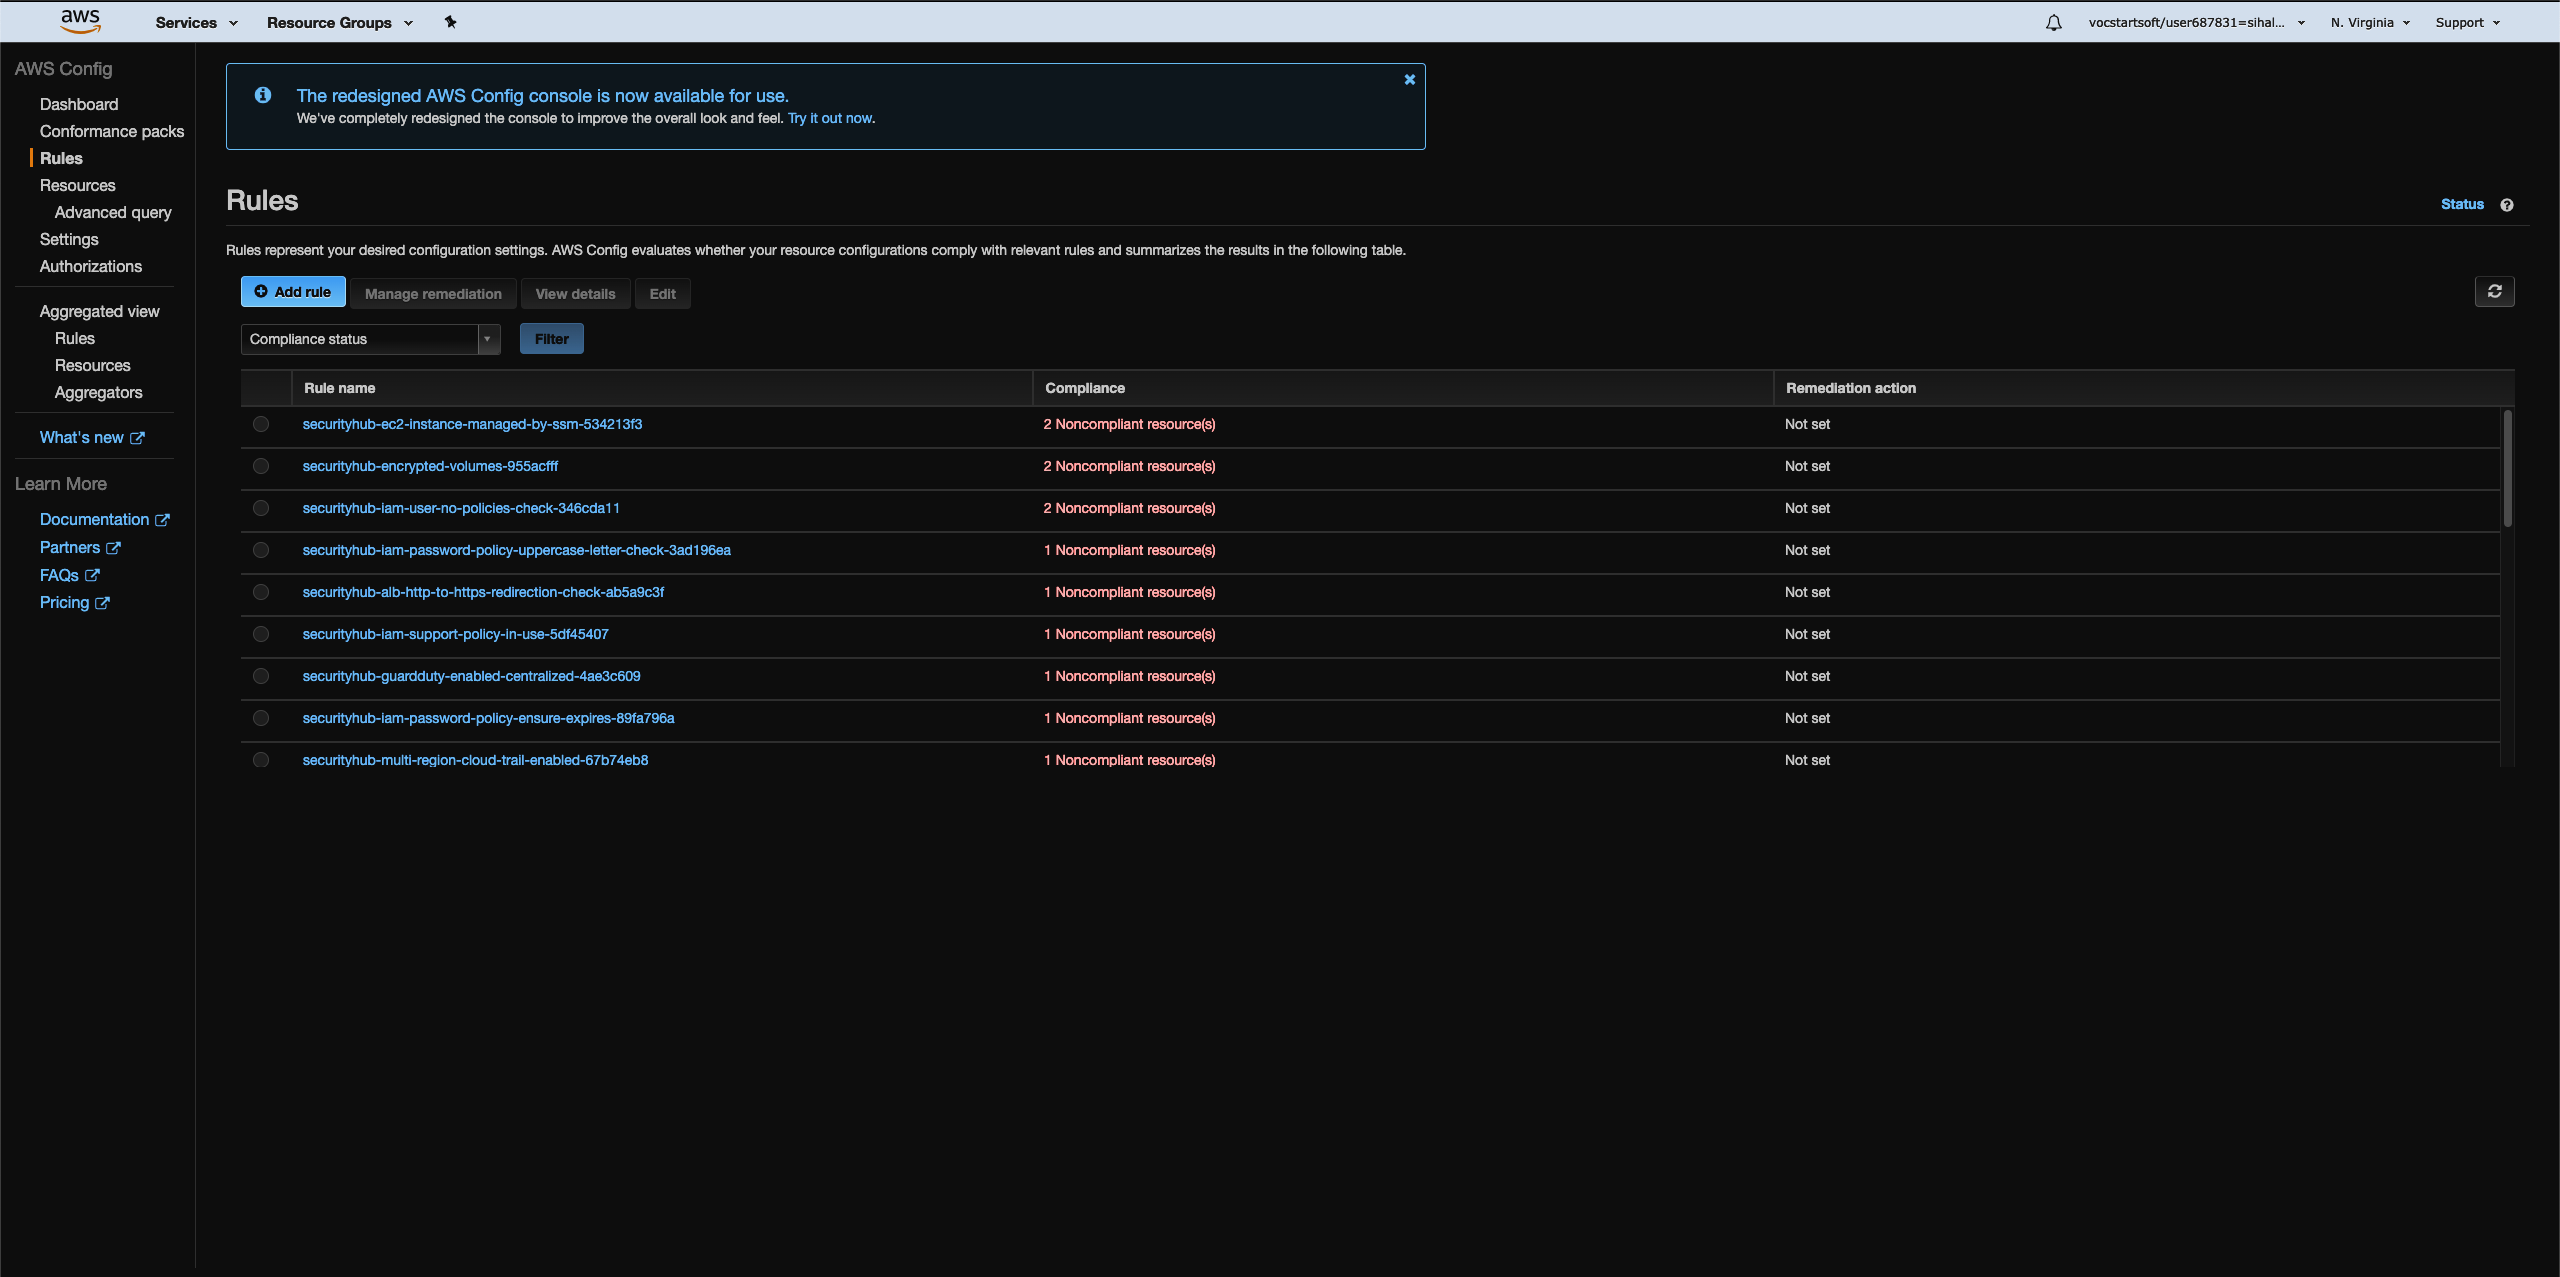 aws
Services
Resource Groups
vocstartsoft/user687831=sihal...
N. Virginia
Support
AWS Config
Dashboard
Conformance packs
Rules
Resources
Advanced query
Settings
Authorizations
Aggregated view
Rules
Resources
Aggregators
What's new
Learn More
Documentation
Partners
FAQs
Pricing
The redesigned AWS Config console is now available for use.
We've completely redesigned the console to improve the overall look and feel. Try it out now.
Rules
Status
Rules represent your desired configuration settings. AWS Config evaluates whether your resource configurations comply with relevant rules and summarizes the results in the following table.
Add rule
Manage remediation
View details
Edit
Compliance status
Filter
Rule name Compliance Remediation action
securityhub-ec2-instance-managed-by-ssm-534213f3 2 Noncompliant resource(s) Not set
securityhub-encrypted-volumes-955acfff 2 Noncompliant resource(s) Not set
securityhub-iam-user-no-policies-check-346cda11 2 Noncompliant resource(s) Not set
securityhub-iam-password-policy-uppercase-letter-check-3ad196ea 1 Noncompliant resource(s) Not set
securityhub-alb-http-to-https-redirection-check-ab5a9c3f 1 Noncompliant resource(s) Not set
securityhub-iam-support-policy-in-use-5df45407 1 Noncompliant resource(s) Not set
securityhub-guardduty-enabled-centralized-4ae3c609 1 Noncompliant resource(s) Not set
securityhub-iam-password-policy-ensure-expires-89fa796a 1 Noncompliant resource(s) Not set
securityhub-multi-region-cloud-trail-enabled-67b74eb8 1 Noncompliant resource(s) Not set